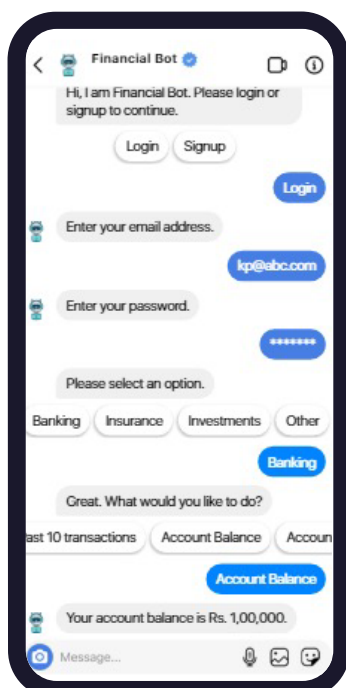 Financial Bot
Hi, I am Financial Bot. Please login or
signup to continue.
Login Signup
Login
Enter your email address.
kp@abc.com
Enter your password.
*******
Please select an option.
Banking Insurance Investments Other
Banking
Great. What would you like to do?
ast 10 transactions Account Balance Accoun
Account Balance
Your account balance is Rs. 1,00,000.
Message...